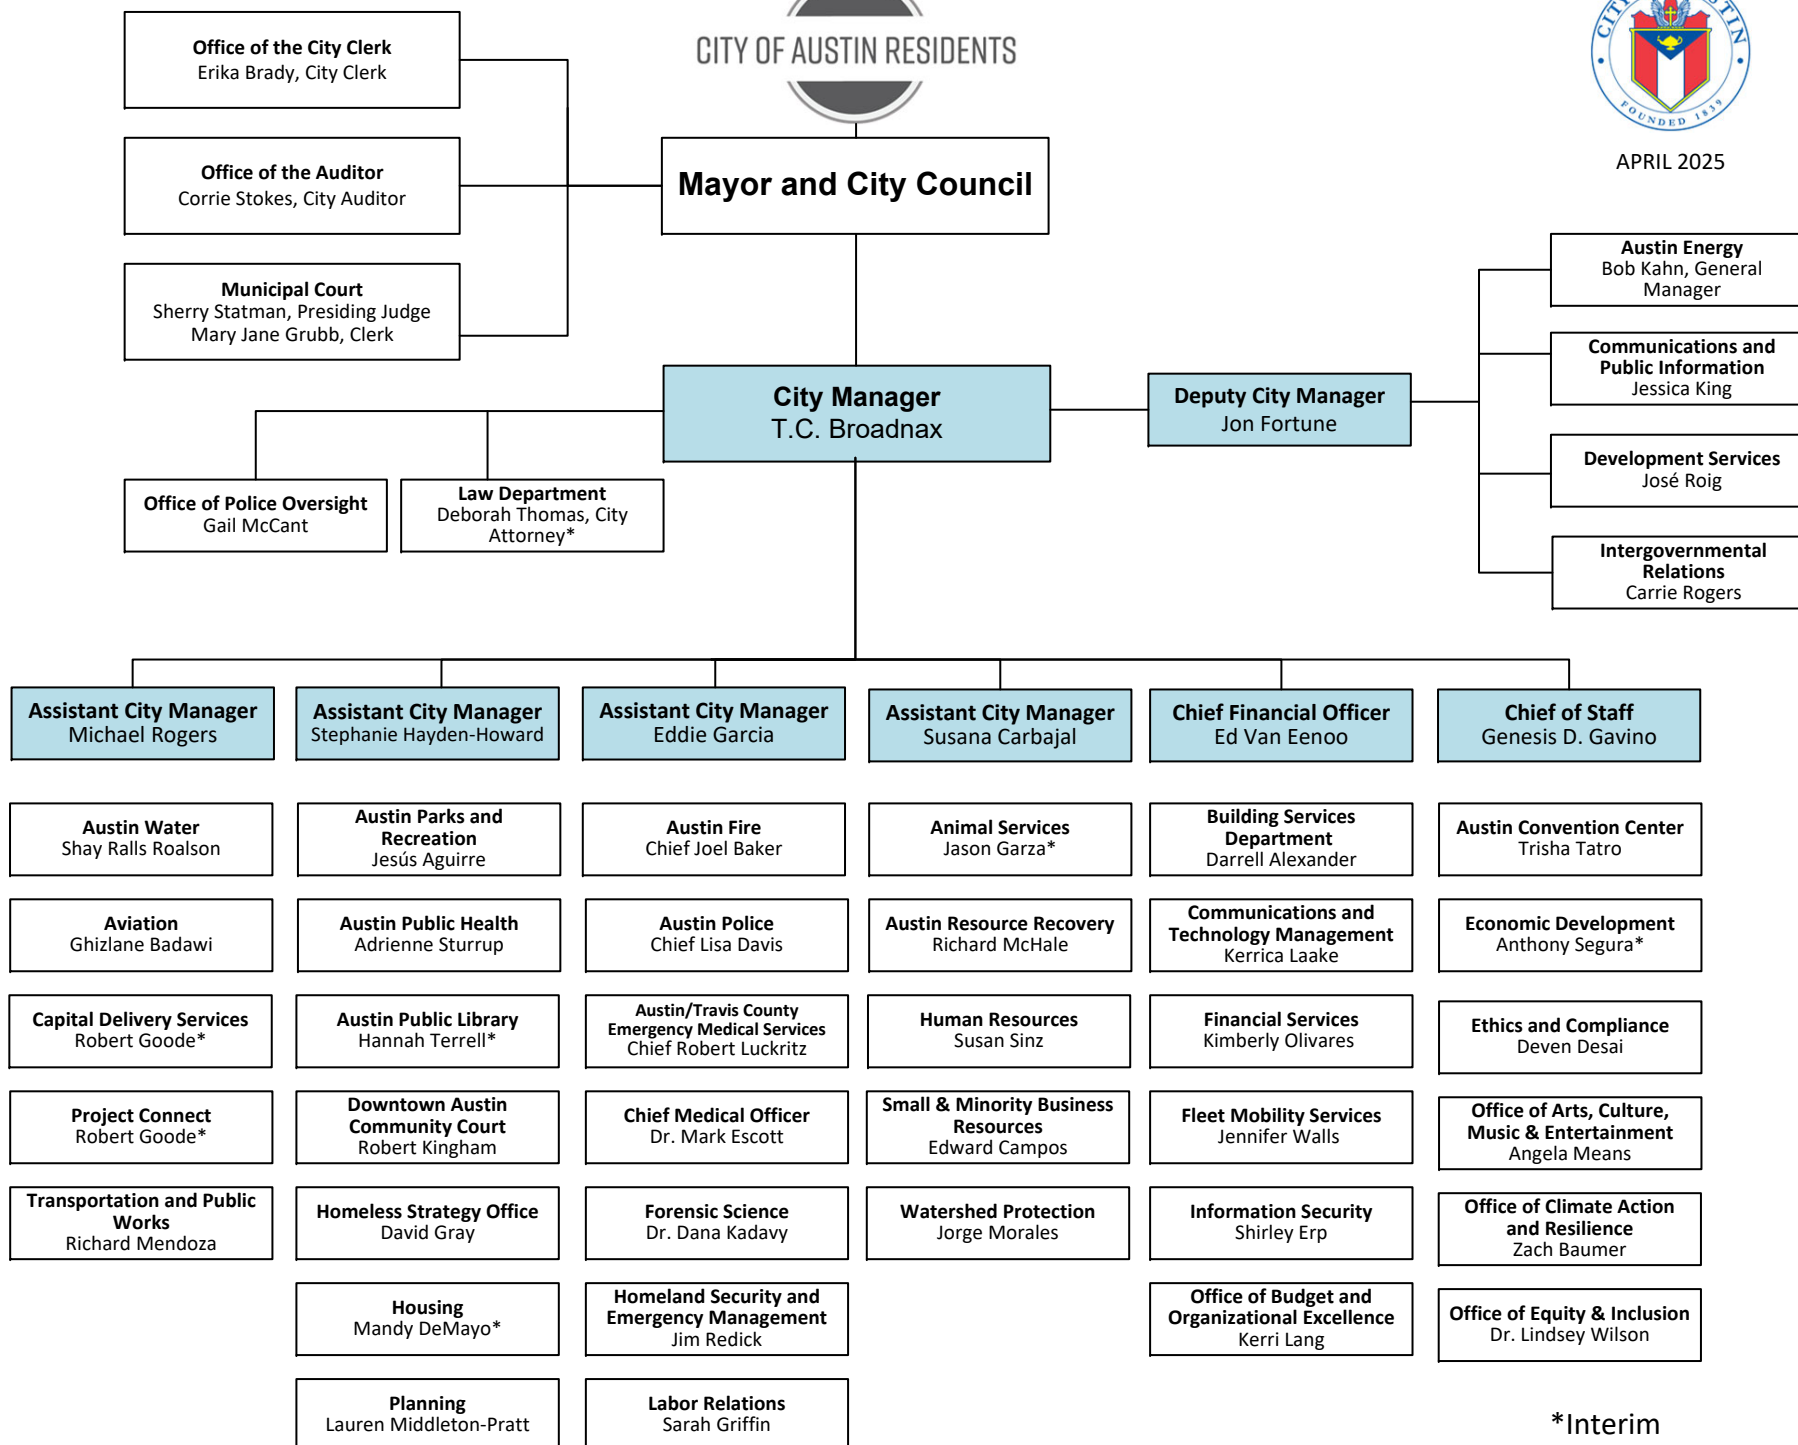 Office of the City Clerk
Erika Brady, City Clerk
CITY OF AUSTIN RESIDENTS
FOUNDED 1839
APRIL 2025
Office of the Auditor
Corrie Stokes, City Auditor
Mayor and City Council
Municipal Court
Sherry Statman, Presiding Judge
Mary Jane Grubb, Clerk
City Manager
T.C. Broadnax
Deputy City Manager
Jon Fortune
Austin Energy
Bob Kahn, General
Manager
Communications and
Public Information
Jessica King
Development Services
José Roig
Intergovernmental
Relations
Carrie Rogers
Office of Police Oversight
Gail McCant
Law Department
Deborah Thomas, City
Attorney*
Assistant City Manager
Michael Rogers
Austin Water
Shay Ralls Roalson
Aviation
Ghizlane Badawi
Capital Delivery Services
Robert Goode*
Project Connect
Robert Goode*
Transportation and Public
Works
Richard Mendoza
Assistant City Manager
Stephanie Hayden-Howard
Austin Parks and
Recreation
Jesús Aguirre
Austin Public Health
Adrienne Sturrup
Austin Public Library
Hannah Terrell*
Downtown Austin
Community Court
Robert Kingham
Homeless Strategy Office
David Gray
Housing
Mandy DeMayo*
Planning
Lauren Middleton-Pratt
Assistant City Manager
Eddie Garcia
Austin Fire
Chief Joel Baker
Austin Police
Chief Lisa Davis
Austin/Travis County
Emergency Medical Services
Chief Robert Luckritz
Chief Medical Officer
Dr. Mark Escott
Forensic Science
Dr. Dana Kadavy
Homeland Security and
Emergency Management
Jim Redick
Labor Relations
Sarah Griffin
Assistant City Manager
Susana Carbajal
Animal Services
Jason Garza*
Austin Resource Recovery
Richard McHale
Human Resources
Susan Sinz
Small & Minority Business
Resources
Edward Campos
Watershed Protection
Jorge Morales
Chief Financial Officer
Ed Van Eenoo
Building Services
Department
Darrell Alexander
Communications and
Technology Management
Kerrica Laake
Financial Services
Kimberly Olivares
Fleet Mobility Services
Jennifer Walls
Information Security
Shirley Erp
Office of Budget and
Organizational Excellence
Kerri Lang
Chief of Staff
Genesis D. Gavino
Austin Convention Center
Trisha Tatro
Economic Development
Anthony Segura*
Ethics and Compliance
Deven Desai
Office of Arts, Culture,
Music & Entertainment
Angela Means
Office of Climate Action
and Resilience
Zach Baumer
Office of Equity & Inclusion
Dr. Lindsey Wilson
*Interim